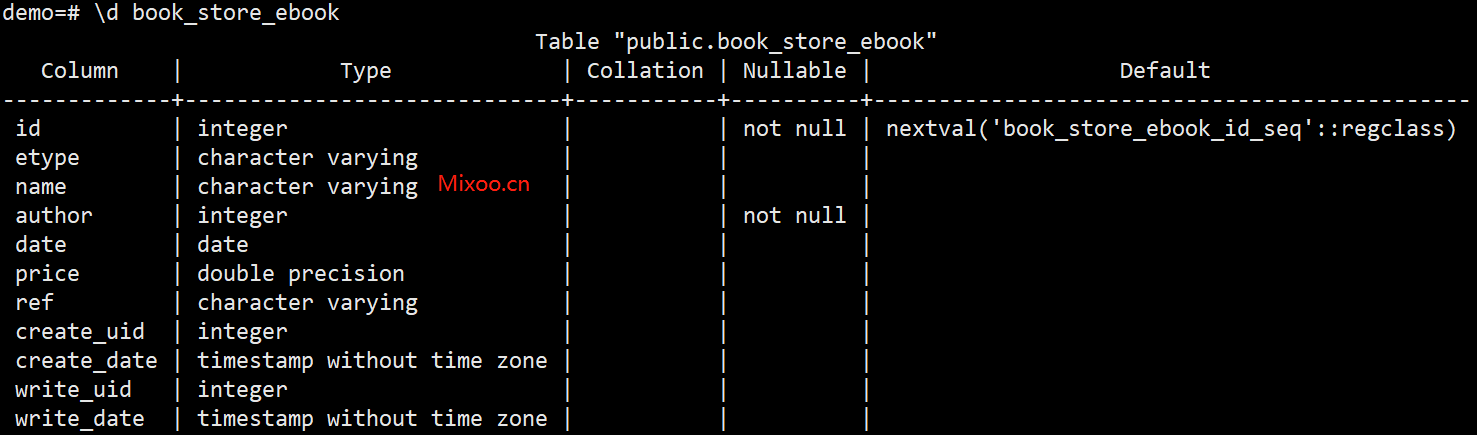 demo=# \d book_store_ebook
                                         Table "public.book_store_ebook"
   Column    |            Type             | Collation | Nullable |                   Default
-------------+-----------------------------+-----------+----------+----------------------------------------------
 id          | integer                     |           | not null | nextval('book_store_ebook_id_seq'::regclass)
 etype       | character varying           |           |          |
 name        | character varying Mixoo.cn  |           |          |
 author      | integer                     |           | not null |
 date        | date                        |           |          |
 price       | double precision            |           |          |
 ref         | character varying           |           |          |
 create_uid  | integer                     |           |          |
 create_date | timestamp without time zone |           |          |
 write_uid   | integer                     |           |          |
 write_date  | timestamp without time zone |           |          |